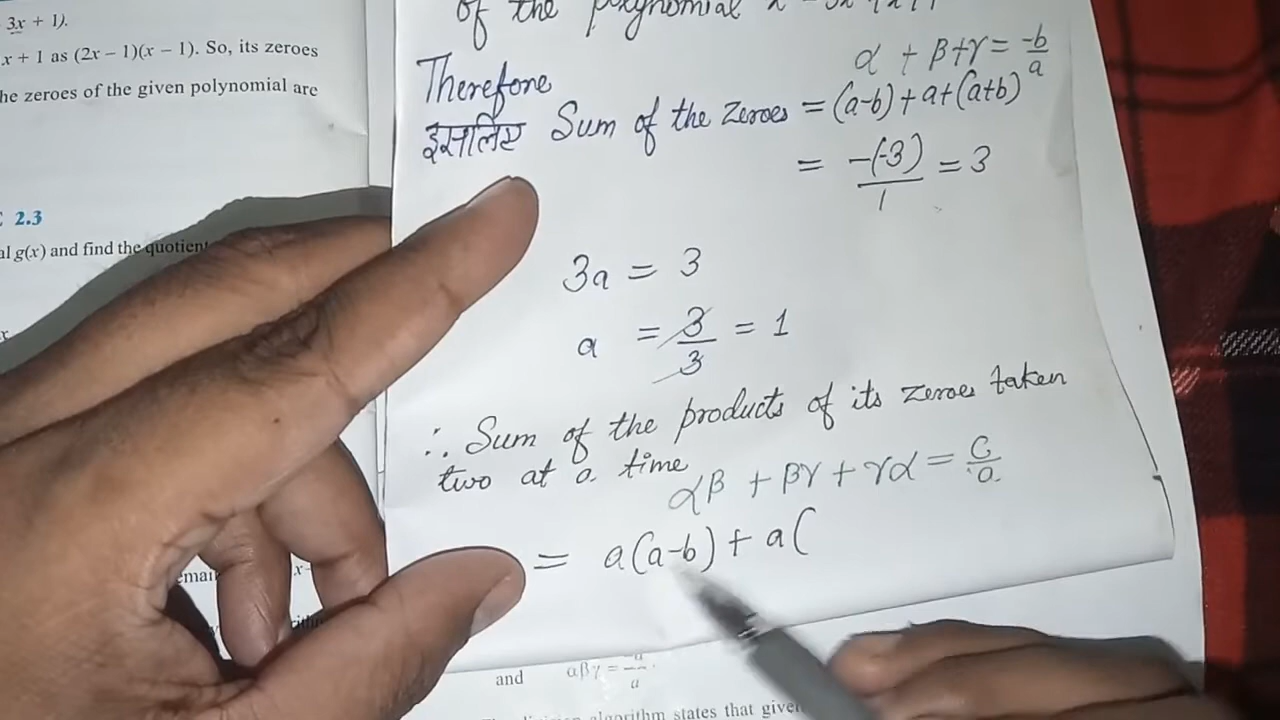 3x + 1).
x + 1 as (2x – 1)(x – 1). So, its zeroes
he zeroes of the given polynomial are
2.3
al g(x) and find the quotient
of the polynomial
α + β+γ = -b/a
Therefore
इसलिए Sum of the zeroes = (a-b) + a+(a+b)
= -(-3)/1 = 3
3a = 3
a = 3/3 = 1
∴ Sum of the products of its zeroes taken
two at a time αβ + βγ + γα = c/a
= a(a-b) + a(
and αβγ =
algorithm states that given